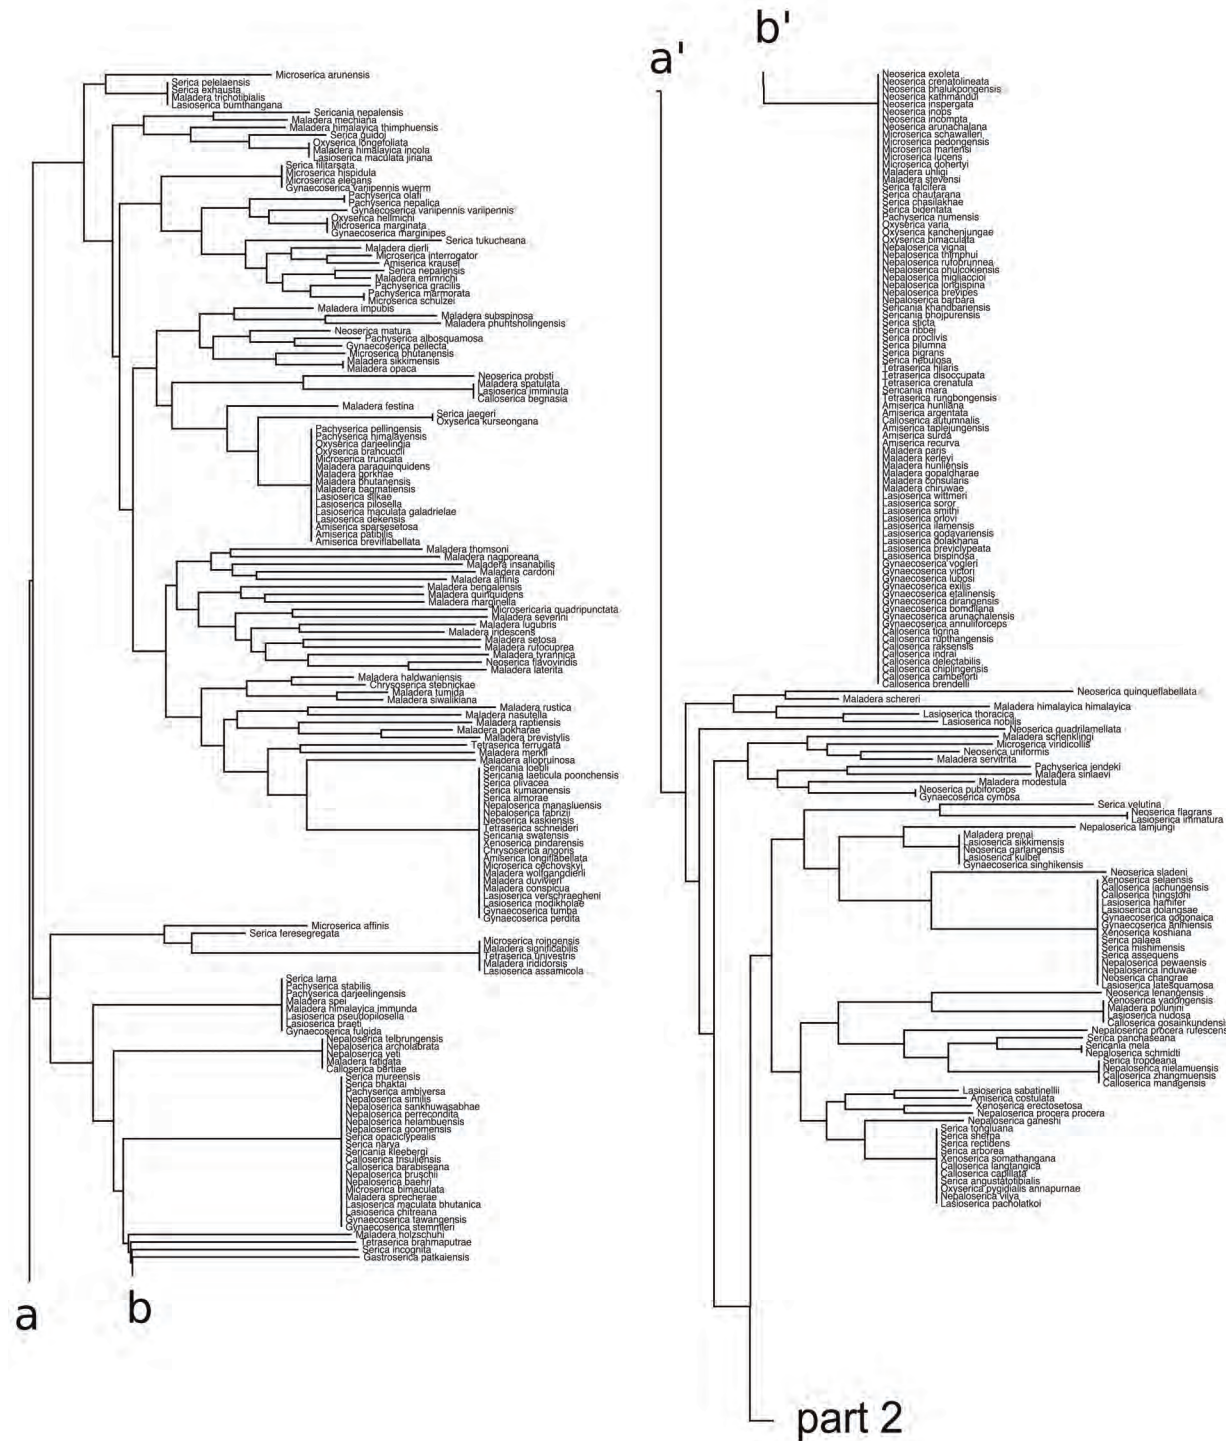 Microserica arunensis
Serica pelelaensis
Serica exhausta
Maladera trichotibialis
Lasioserica bumthangana
Sericania nepalensis
Maladera mechiana
Maladera himalayica thimphuensis
Serica guidoi
Oxyserica longefoliata
Maladera himalayica incola
Lasioserica maculata jiriana
Serica filitarsata
Microserica hispidula
Microserica elegans
Gynaecoserica variipennis wuerm
Pachyserica olafi
Pachyserica nepalica
Gynaecoserica variipennis variipennis
Oxyserica hellmichi
Microserica marginata
Gynaecoserica marginipes
Serica tukucheana
Maladera dierli
Microserica interrogator
Amiserica krausei
Serica nepalensis
Maladera emmrichi
Pachyserica gracilis
Pachyserica marmorata
Microserica schulzei
Maladera impubis
Maladera subspinosa
Maladera phuntsholingensis
Neoserica matura
Pachyserica albosquamosa
Gynaecoserica pellecta
Microserica bhutanensis
Maladera sikkimensis
Maladera opaca
Neoserica probsti
Maladera spatulata
Lasioserica imminuta
Calloserica begnasia
Maladera festina
Serica jaegeri
Oxyserica kurseongana
Pachyserica pellingensis
Pachyserica himalayensis
Oxyserica darjeelingia
Oxyserica brancuccii
Microserica truncata
Maladera paraquinquidens
Maladera gorkhae
Maladera bhutanensis
Maladera bagmatiensis
Lasioserica silkae
Lasioserica pilosella
Lasioserica maculata galadrielae
Lasioserica dekensis
Amiserica sparsesetosa
Amiserica patibilis
Amiserica breviflabellata
Maladera thomsoni
Maladera nagporeana
Maladera insanabilis
Maladera cardoni
Maladera affinis
Maladera bengalensis
Maladera quinquidens
Maladera marginella
Microsericaria quadripunctata
Maladera severini
Maladera lugubris
Maladera iridescens
Maladera setosa
Maladera rufocuprea
Maladera tyrannica
Neoserica flavoviridis
Maladera laterita
Maladera haldwaniensis
Chrysoserica stebnickae
Maladera tumida
Maladera siwalikiana
Maladera rustica
Maladera nasutella
Maladera raptiensis
Maladera pokharae
Maladera brevistylis
Tetraserica ferrugata
Maladera merkli
Maladera allopruinosa
Sericania loebli
Sericania laeticula poonchensis
Serica olivacea
Serica kumaonensis
Serica almorae
Nepaloserica manasluensis
Nepaloserica fabrizii
Neoserica kaskiensis
Tetraserica schneideri
Sericania swatensis
Xenoserica pindarensis
Chrysoserica angoris
Amiserica longiflabellata
Microserica cechovskyi
Maladera wolfgangdierli
Maladera duvivieri
Maladera conspicua
Lasioserica verschraegheni
Lasioserica modikholae
Gynaecoserica tumba
Gynaecoserica perdita
Microserica affinis
Serica feresegregata
Microserica roingensis
Maladera significabilis
Tetraserica univestris
Maladera irididorsis
Lasioserica assamicola
Serica lama
Pachyserica stabilis
Pachyserica darjeelingensis
Maladera spei
Maladera himalayica immunda
Lasioserica pseudopilosella
Lasioserica braeti
Gynaecoserica fulgida
Nepaloserica telbrungensis
Nepaloserica archolabrata
Nepaloserica yeti
Maladera fatigata
Calloserica bertiae
Serica mureensis
Serica bhaktai
Pachyserica ambiversa
Nepaloserica similis
Nepaloserica sankhuwasabhae
Nepaloserica perrecondita
Nepaloserica helambuensis
Nepaloserica goomensis
Serica opaciclypealis
Serica narya
Sericania kleebergi
Calloserica trisuliensis
Calloserica barabiseana
Nepaloserica bruschii
Nepaloserica baehri
Microserica bimaculata
Maladera sprecherae
Lasioserica maculata bhutanica
Lasioserica chitreana
Gynaecoserica tawangensis
Gynaecoserica stemmleri
Maladera holzschuhi
Tetraserica brahmaputrae
Serica incognita
Gastroserica patkaiensis
a
b
a'
b'
Neoserica exoleta
Neoserica crenatolineata
Neoserica bhalukpongensis
Neoserica kathmandui
Neoserica inspergata
Neoserica inops
Neoserica incompta
Neoserica arunachalana
Microserica schawalleri
Microserica pedongensis
Microserica martensi
Microserica lucens
Microserica dohertyi
Maladera uhligi
Maladera stevensi
Serica falcifera
Serica chautarana
Serica chasilakhae
Serica bidentata
Pachyserica numensis
Oxyserica varia
Oxyserica kanchenjungae
Oxyserica bimaculata
Nepaloserica vignai
Nepaloserica thimphui
Nepaloserica rufobrunnea
Nepaloserica phulcokiensis
Nepaloserica migliaccioi
Nepaloserica longispina
Nepaloserica brevipes
Nepaloserica barbara
Sericania khandbariensis
Sericania bhojpurensis
Serica sticta
Serica ribbei
Serica proclivis
Serica pilumna
Serica pigrans
Serica nebulosa
Tetraserica hilaris
Tetraserica disoccupata
Tetraserica crenatula
Sericania mara
Tetraserica rungbongensis
Amiserica hunliana
Amiserica argentata
Calloserica autumnalis
Amiserica taplejungensis
Amiserica surda
Amiserica recurva
Maladera paris
Maladera kerleyi
Maladera hunliensis
Maladera gopaldharae
Maladera consularis
Maladera chiruwae
Lasioserica wittmeri
Lasioserica soror
Lasioserica smithi
Lasioserica orlovi
Lasioserica ilamensis
Lasioserica godavariensis
Lasioserica dolakhana
Lasioserica breviclypeata
Lasioserica bispinosa
Gynaecoserica vogleri
Gynaecoserica victori
Gynaecoserica lubosi
Gynaecoserica exilis
Gynaecoserica etalinensis
Gynaecoserica dirangensis
Gynaecoserica bomdilana
Gynaecoserica arunachalensis
Gynaecoserica annuliforceps
Calloserica tigrina
Calloserica rupthangensis
Calloserica raksensis
Calloserica indrai
Calloserica delectabilis
Calloserica chiplingensis
Calloserica cambeforti
Calloserica brendelli
Neoserica quinqueflabellata
Maladera schereri
Maladera himalayica himalayica
Lasioserica thoracica
Lasioserica nobilis
Neoserica quadrilamellata
Maladera schenklingi
Microserica viridicollis
Neoserica uniformis
Maladera servitrita
Pachyserica jendeki
Maladera siniaevi
Maladera modestula
Neoserica pubiforceps
Gynaecoserica cymosa
Serica velutina
Neoserica flagrans
Lasioserica immatura
Nepaloserica lamjungi
Maladera prenai
Lasioserica sikkimensis
Neoserica garlangensis
Lasioserica kulbei
Gynaecoserica singhikensis
Neoserica sladeni
Xenoserica selaensis
Calloserica lachungensis
Calloserica hingstoni
Lasioserica hamifer
Lasioserica dolangsae
Gynaecoserica gogonaica
Gynaecoserica anihiensis
Xenoserica koshiana
Serica palaea
Serica mishimensis
Serica assequens
Nepaloserica pewaensis
Nepaloserica induwae
Neoserica changrae
Lasioserica latesquamosa
Neoserica lenangensis
Xenoserica yadongensis
Maladera polunini
Lasioserica nudosa
Calloserica gosainkundensis
Nepaloserica procera rufescens
Serica panchaseana
Sericania mela
Nepaloserica schmidti
Serica tropdeana
Nepaloserica nielamuensis
Calloserica zhangmuensis
Calloserica managensis
Lasioserica sabatinellii
Amiserica costulata
Xenoserica erectosetosa
Nepaloserica procera procera
Nepaloserica ganeshi
Serica tongluana
Serica sherpa
Serica rectidens
Serica arborea
Xenoserica somathangana
Calloserica langtangica
Calloserica capillata
Serica angustatotibialis
Oxyserica pygidialis annapurnae
Nepaloserica vilya
Lasioserica pacholatkoi
part 2